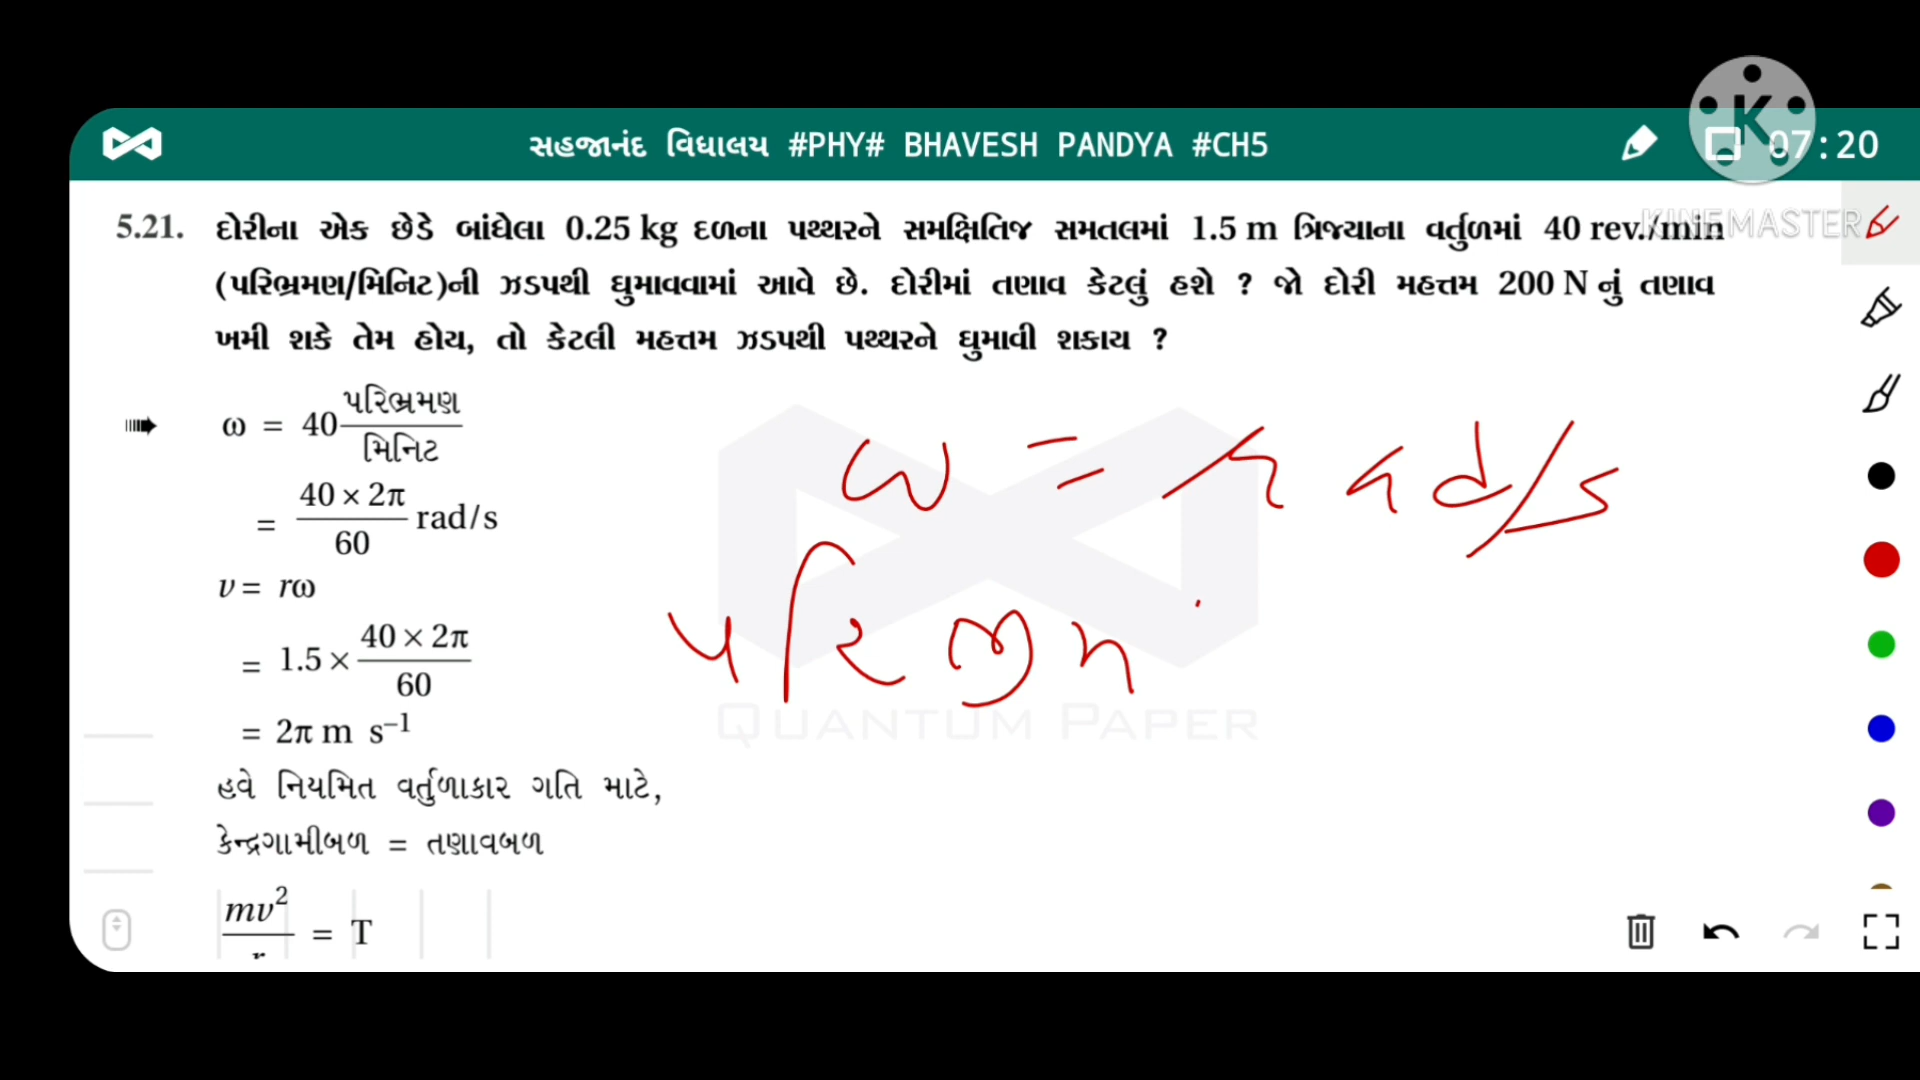 સહજાનંદ વિધાલય #PHY# BHAVESH PANDYA #CH5
07:20
K
KINEMASTER
5.21. દોરીના એક છેડે બાંધેલા 0.25 kg દળના પથ્થરને સમક્ષિતિજ સમતલમાં 1.5 m ત્રિજ્યાના વર્તુળમાં 40 rev./min
(પરિભ્રમણ/મિનિટ)ની ઝડપથી ઘુમાવવામાં આવે છે. દોરીમાં તણાવ કેટલું હશે ? જો દોરી મહત્તમ 200 N નું તણાવ
ખમી શકે તેમ હોય, તો કેટલી મહત્તમ ઝડપથી પથ્થરને ઘુમાવી શકાય ?
ω = 40 પરિભ્રમણ/મિનિટ
= 40 × 2π/60 rad/s
υ = rω
= 1.5 × 40 × 2π/60
= 2π m s⁻¹
હવે નિયમિત વર્તુળાકાર ગતિ માટે,
કેન્દ્રગામીબળ = તણાવબળ
mυ²/r = T
ω = rad/s
QUANTUM PAPER